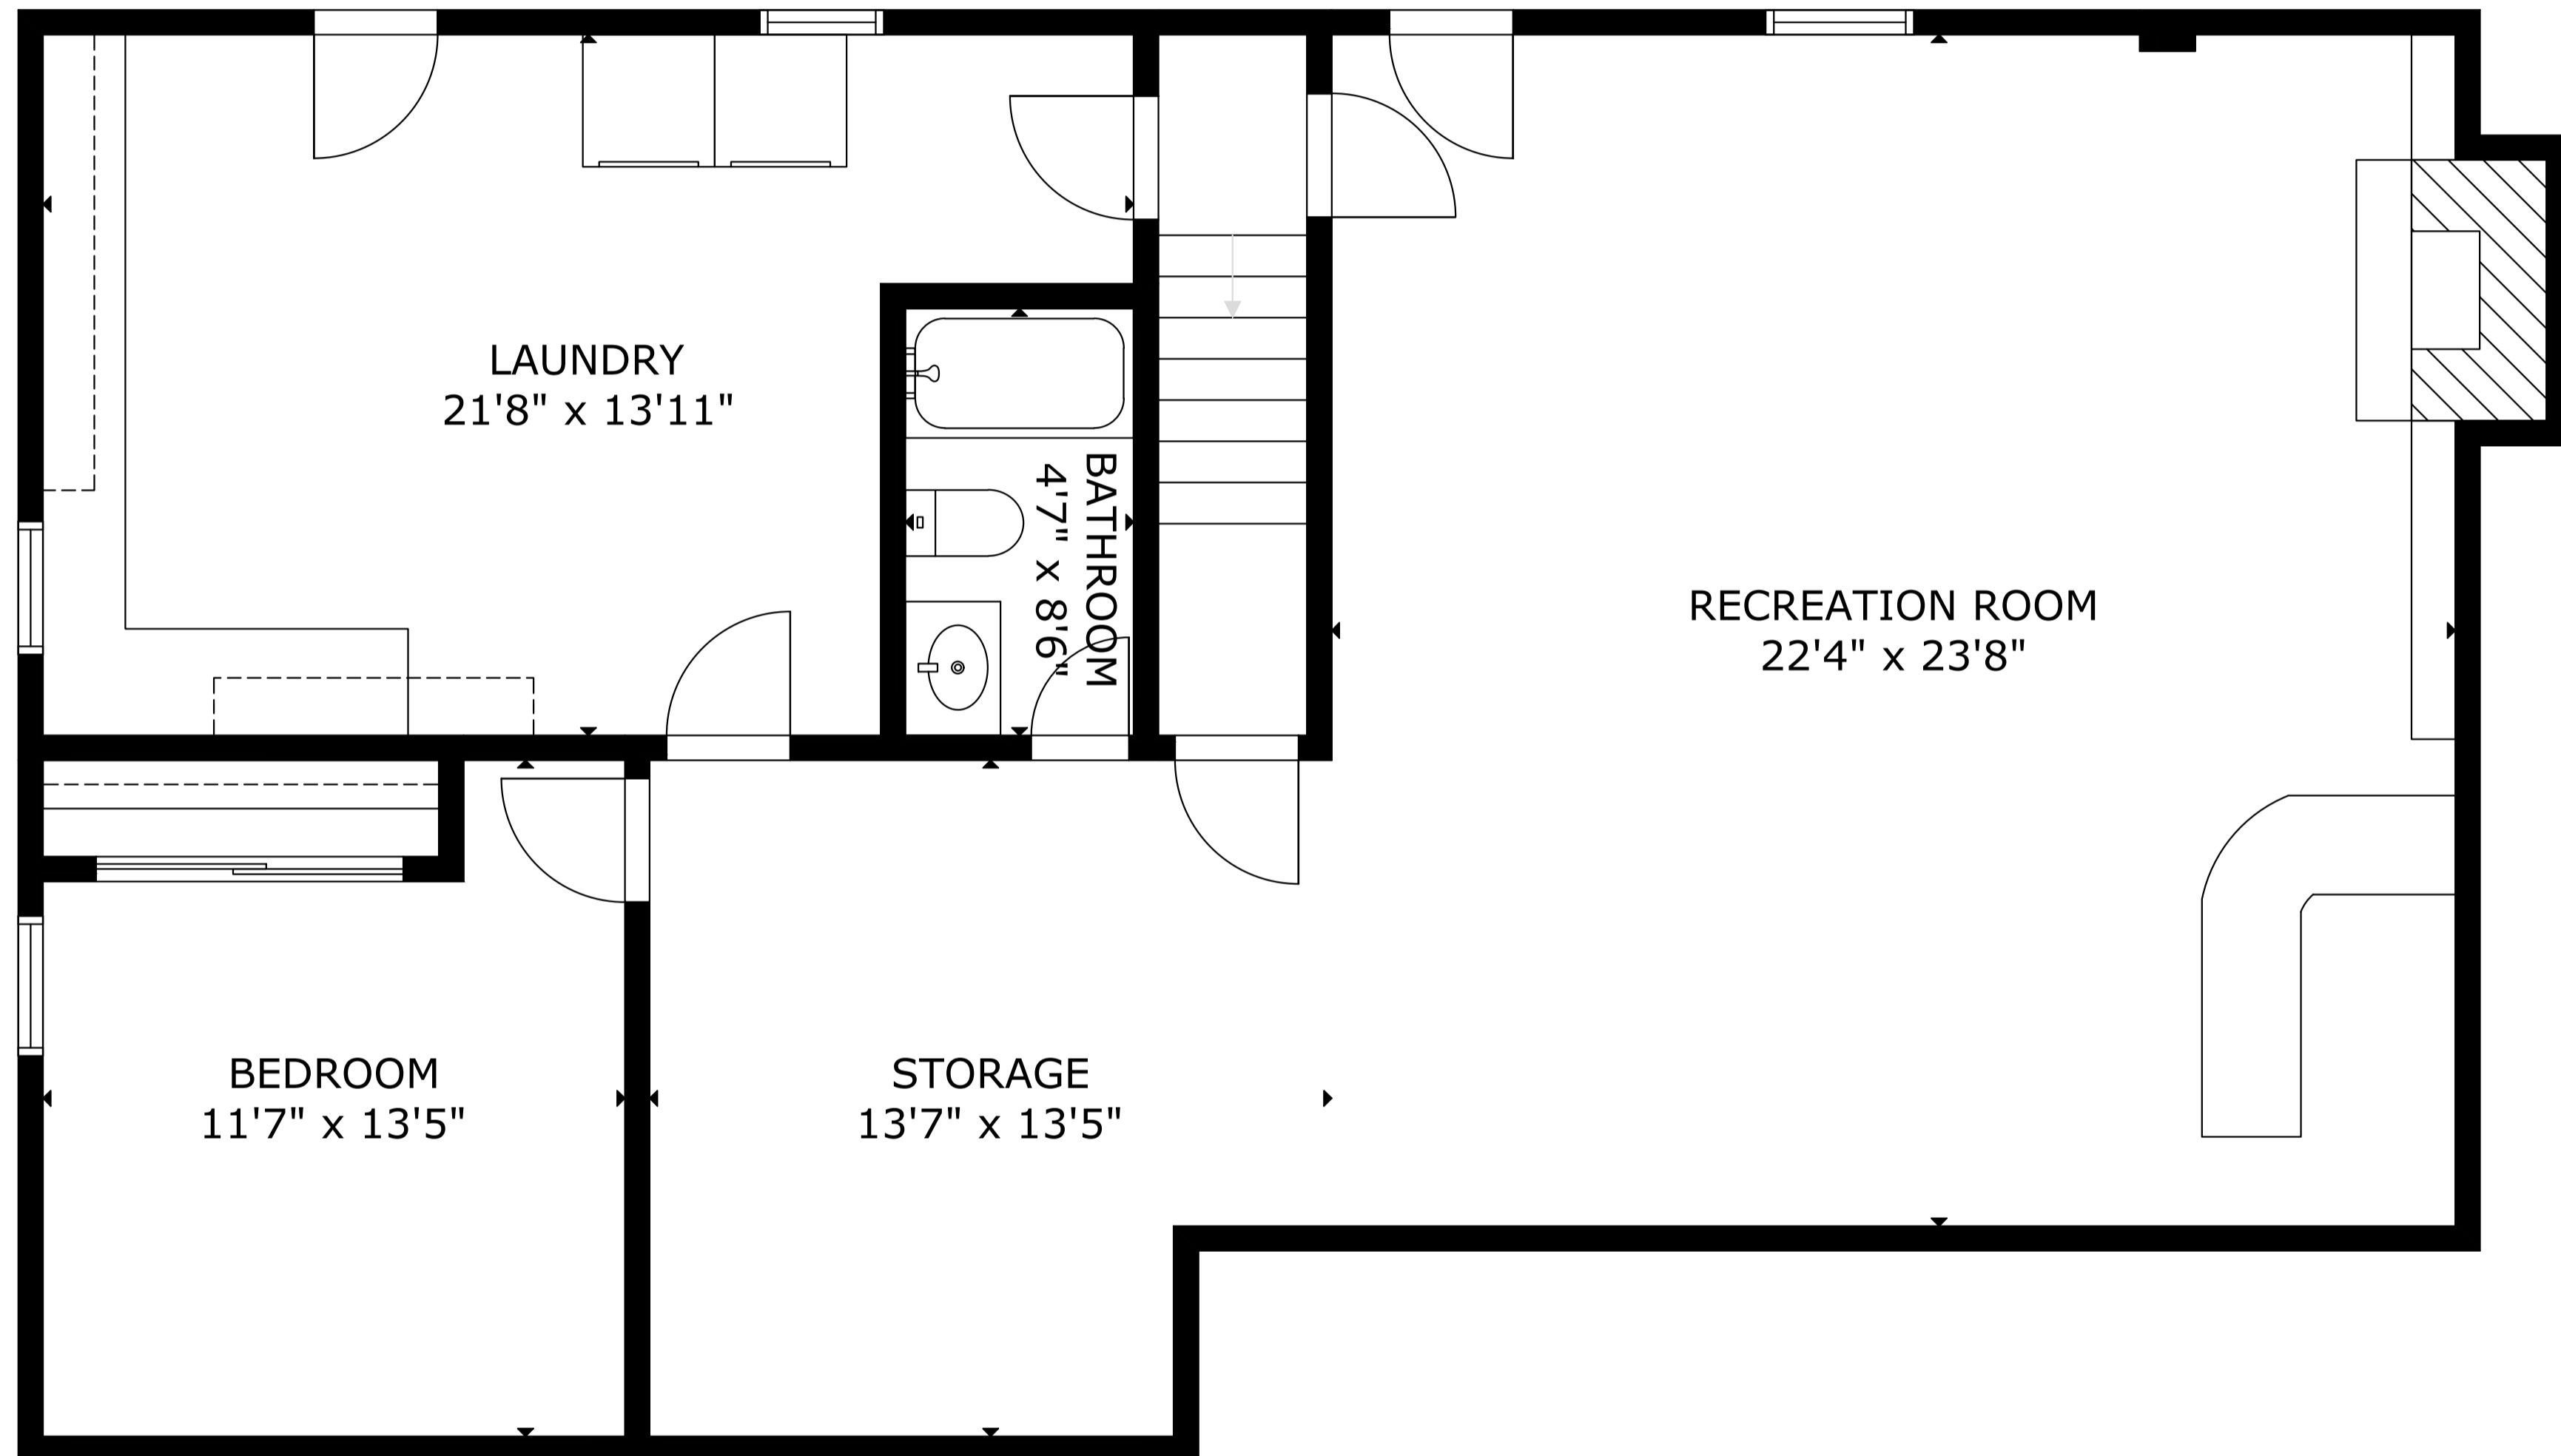 LAUNDRY
21'8" x 13'11"
BATHROOM
4'7" x 8'6"
RECREATION ROOM
22'4" x 23'8"
BEDROOM
11'7" x 13'5"
STORAGE
13'7" x 13'5"